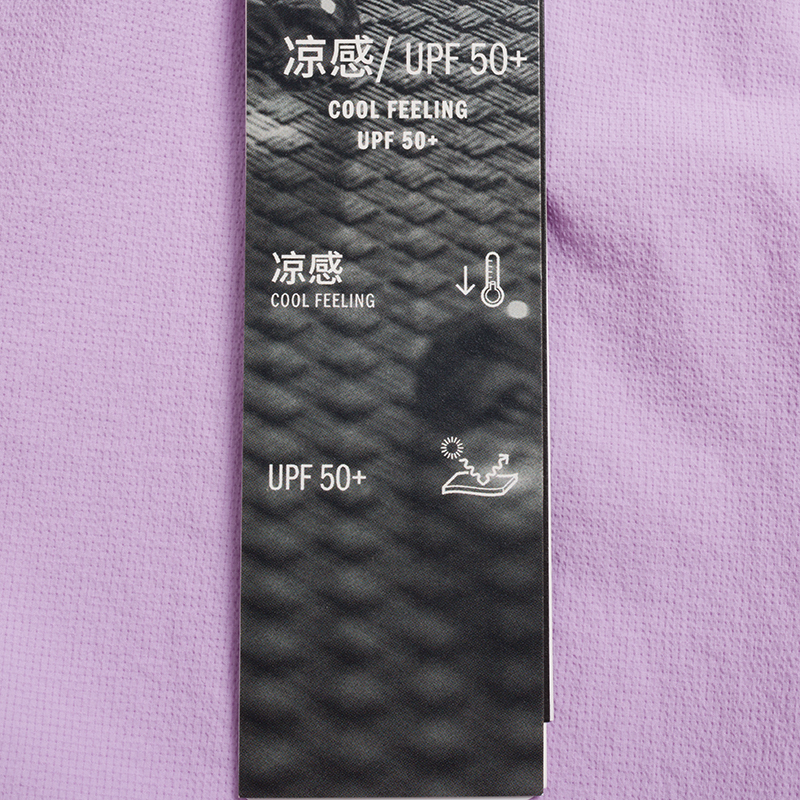 凉感/ UPF 50+
COOL FEELING
UPF 50+
凉感
COOL FEELING
UPF 50+